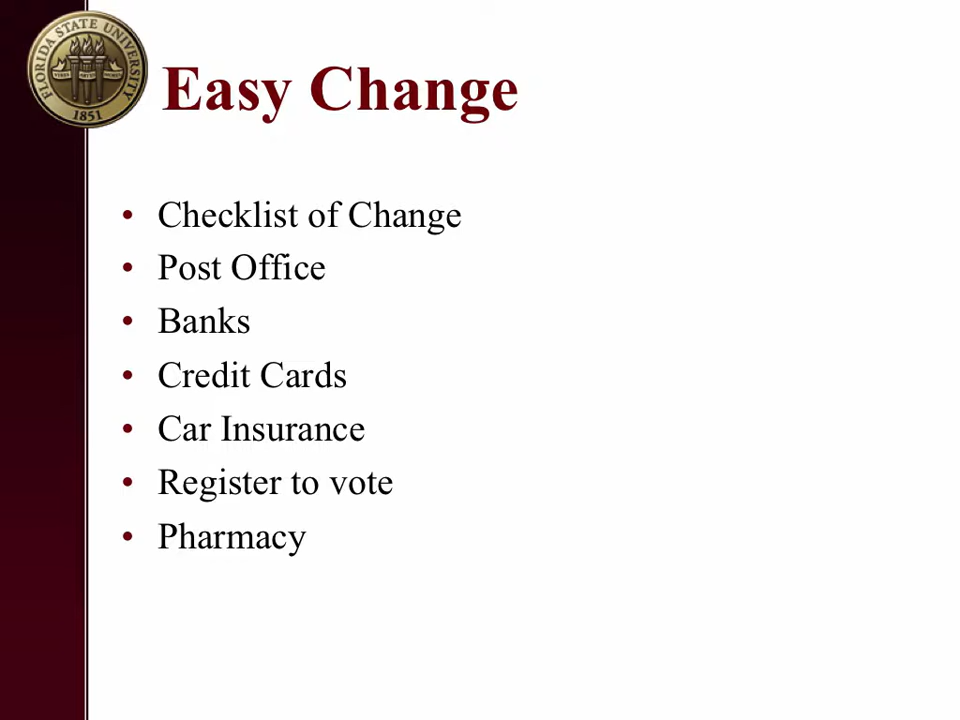 FLORIDA STATE UNIVERSITY
1851
Easy Change
• Checklist of Change
• Post Office
• Banks
• Credit Cards
• Car Insurance
• Register to vote
• Pharmacy